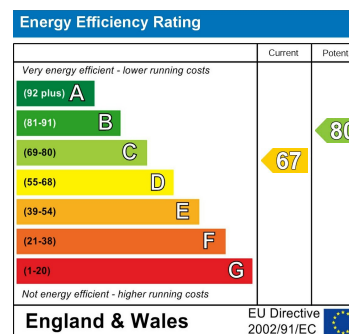 Energy Efficiency Rating
Current Potent
Very energy efficient - lower running costs
(92 plus) A
(81-91) B
(69-80) C
(55-68) D
(39-54) E
(21-38) F
(1-20) G
67
80
Not energy efficient - higher running costs
England & Wales
EU Directive
2002/91/EC